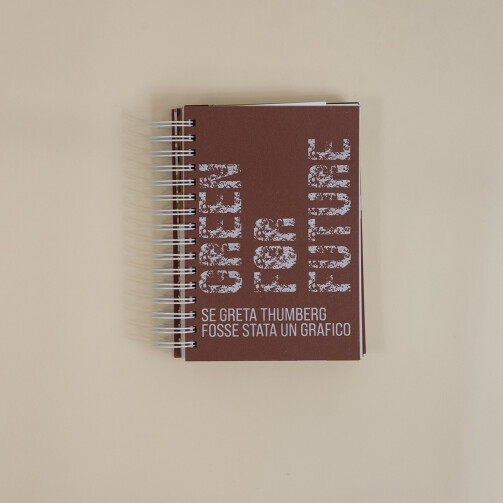 GREEN
FOR
FUTURE
SE GRETA THUMBERG
FOSSE STATA UN GRAFICO